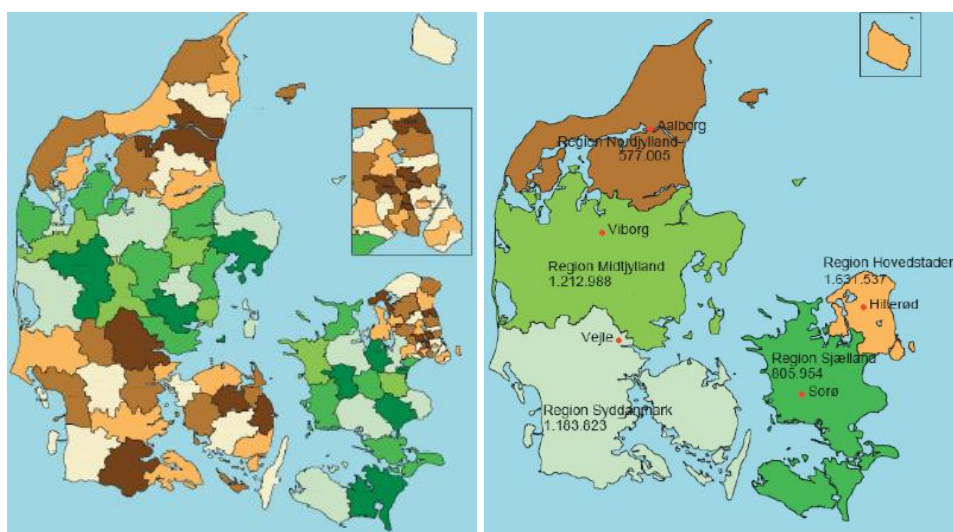 Aalborg
Region Nordjylland
577.005
Viborg
Region Midtjylland
1.212.988
Region Hovedstaden
1.631.537
Hillerød
Vejle
Region Sjælland
805.954
Sorø
Region Syddanmark
1.183.823